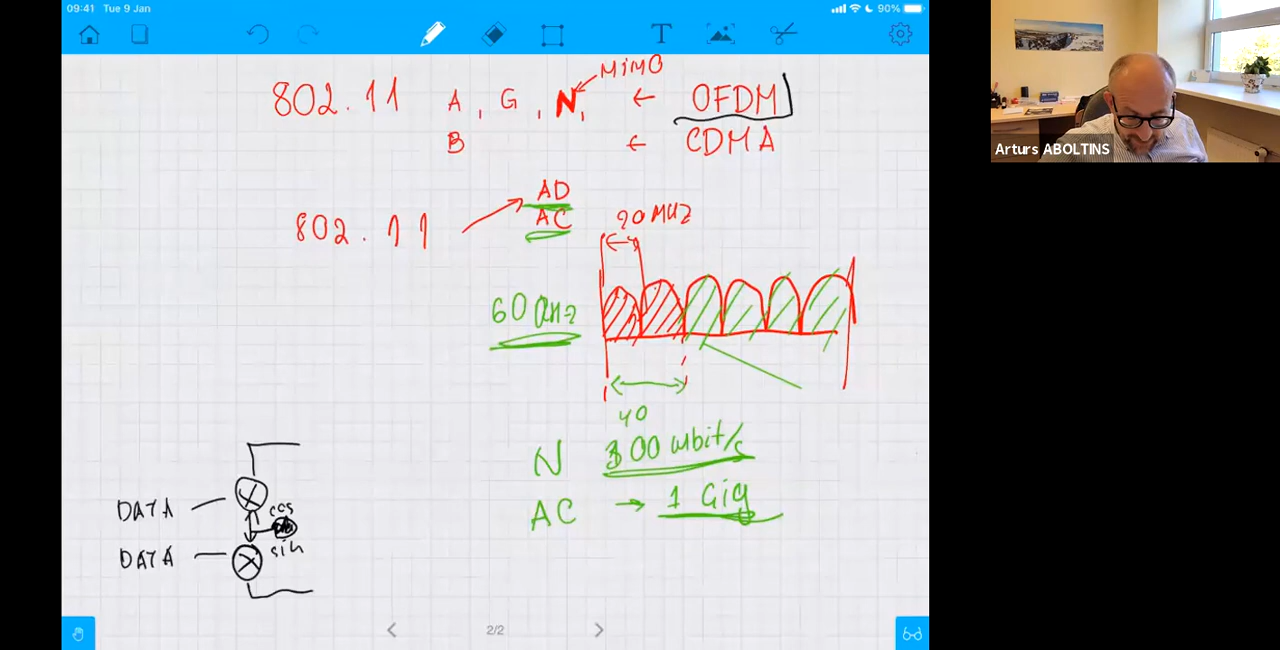 09:41 Tue 9 Jan
90%
T
MIMO
802.11 A, G, N, ← OFDM
B ← CDMA
AD
802.11 AC
20 MHZ
60 GHz
40
N 300 mbit/s
AC → 1 Gig
DATA
cos
sin
DATA
2/2
Arturs ABOLTINS